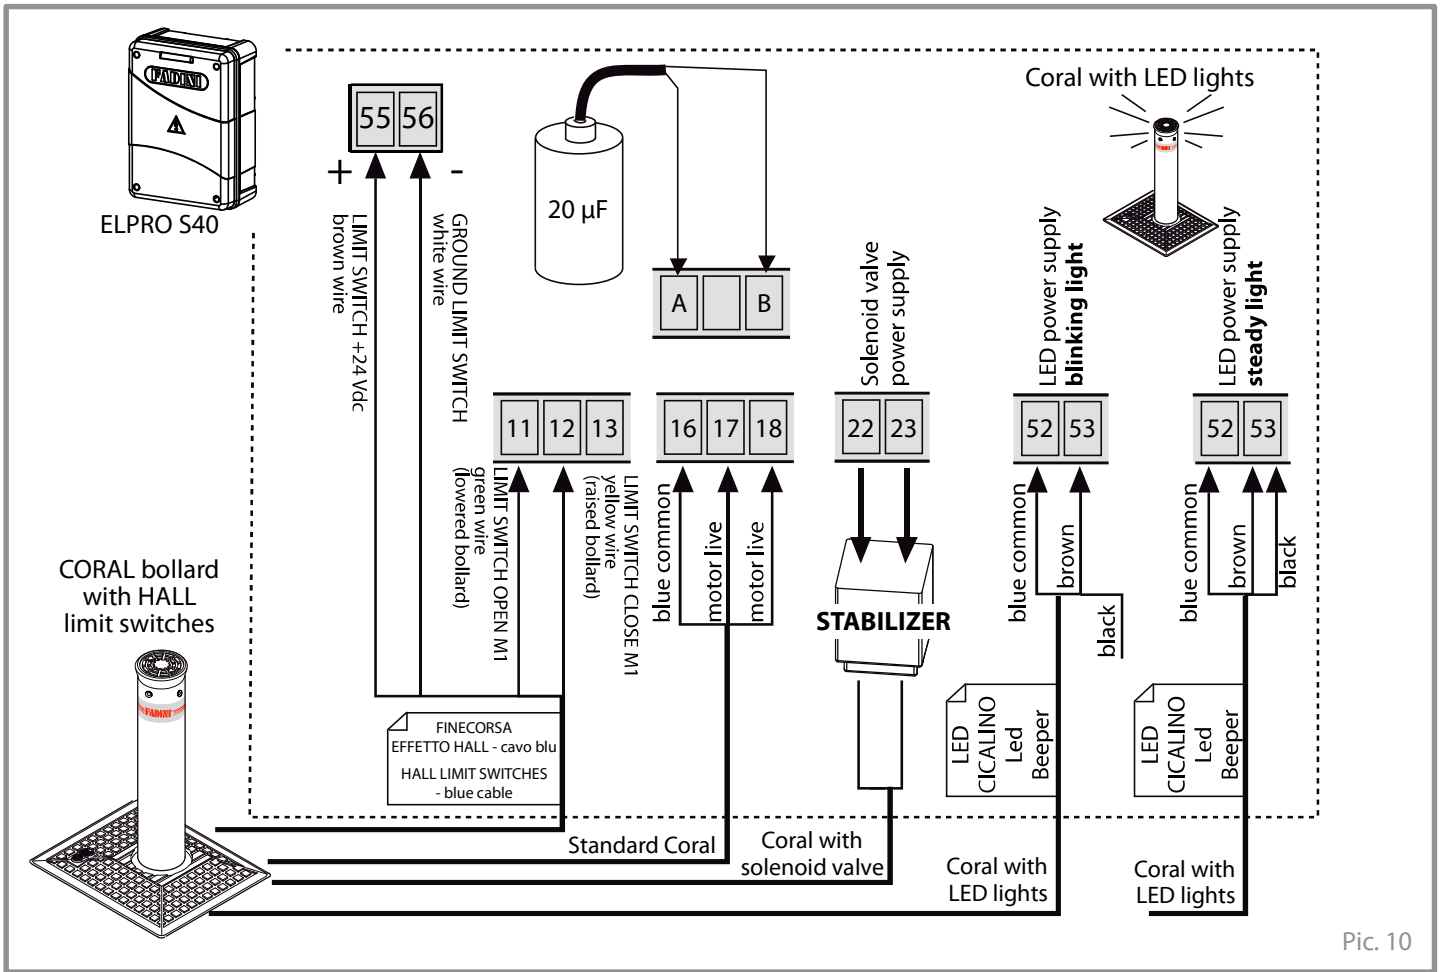 FADINI
ELPRO S40
55 56
+ -
LIMIT SWITCH +24 Vdc
brown wire
GROUND LIMIT SWITCH
white wire
20 µF
A B
Coral with LED lights
Solenoid valve
power supply
LED power supply
blinking light
LED power supply
steady light
11 12 13
16 17 18
22 23
52 53
52 53
LIMIT SWITCH OPEN M1
green wire
(lowered bollard)
LIMIT SWITCH CLOSE M1
yellow wire
(raised bollard)
blue common
motor live
motor live
STABILIZER
blue common
brown
black
blue common
brown
black
CORAL bollard
with HALL
limit switches
FADINI
FINECORSA
EFFETTO HALL - cavo blu
HALL LIMIT SWITCHES
- blue cable
LED
CICALINO
Led
Beeper
LED
CICALINO
Led
Beeper
Standard Coral
Coral with
solenoid valve
Coral with
LED lights
Coral with
LED lights
Pic. 10